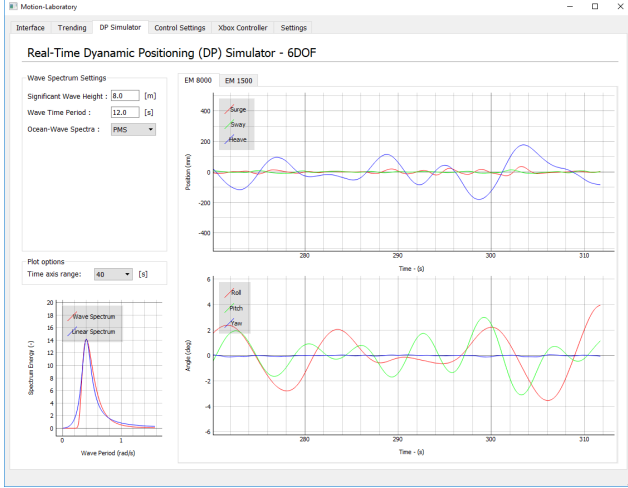 Motion-Laboratory
Interface Trending DP Simulator Control Settings Xbox Controller Settings
Real-Time Dyanamic Positioning (DP) Simulator - 6DOF
Wave Spectrum Settings
Significant Wave Height : 8.0 [m]
Wave Time Period : 12.0 [s]
Ocean-Wave Spectra : PMS
Plot options
Time axis range: 40 [s]
Spectrum Energy (-)
20
18
16
14
12
10
8
6
4
2
0
Wave Spectrum
Linear Spectrum
0 1
Wave Period (rad/s)
EM 8000 EM 1500
Position (mm)
400
200
0
-200
-400
Surge
Sway
Heave
280 290 300 310
Time - (s)
Angle (deg)
6
4
2
0
-2
-4
-6
Roll
Pitch
Yaw
280 290 300 310
Time - (s)